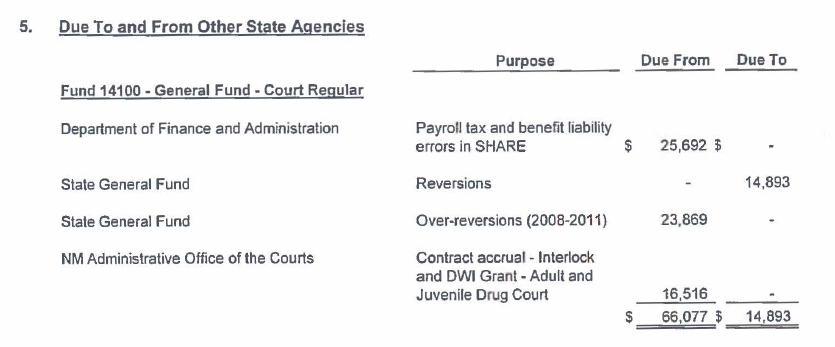 5. Due To and From Other State Agencies
Purpose Due From Due To
Fund 14100 - General Fund - Court Regular
Department of Finance and Administration Payroll tax and benefit liability
errors in SHARE $ 25,692 $ -
State General Fund Reversions - 14,893
State General Fund Over-reversions (2008-2011) 23,869 -
NM Administrative Office of the Courts Contract accrual - Interlock
and DWI Grant - Adult and
Juvenile Drug Court 16,516 -
$ 66,077 $ 14,893